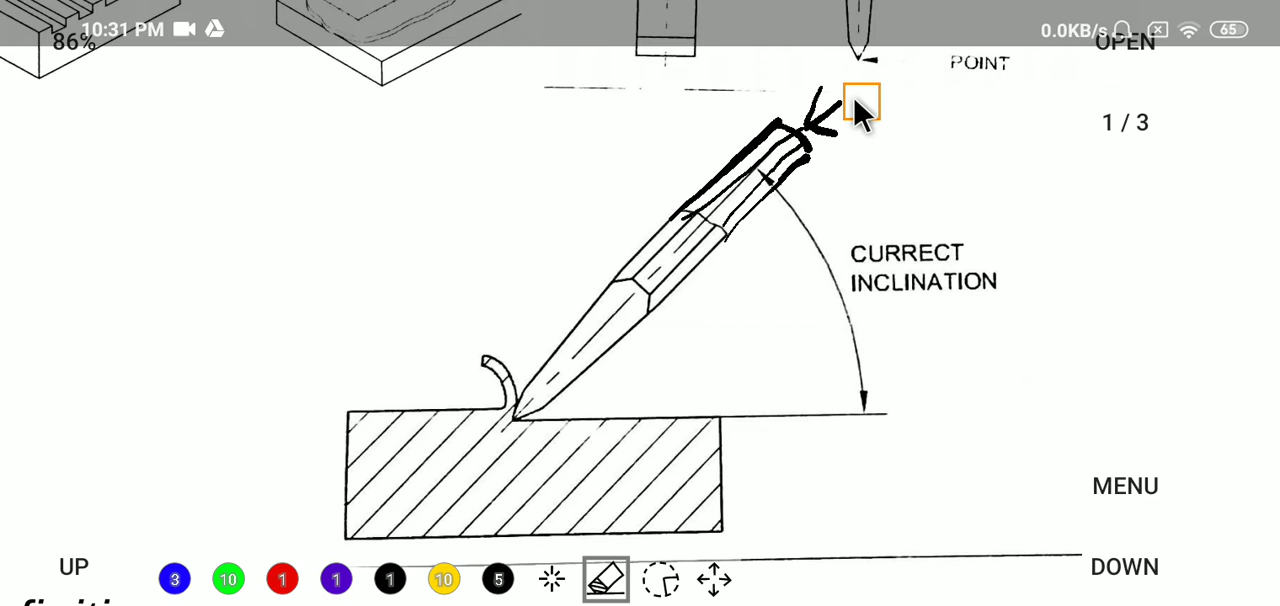 10:31 PM
0.0KB/s
65
86%
OPEN
POINT
1 / 3
CURRECT
INCLINATION
MENU
UP
3
10
1
1
1
10
5
DOWN